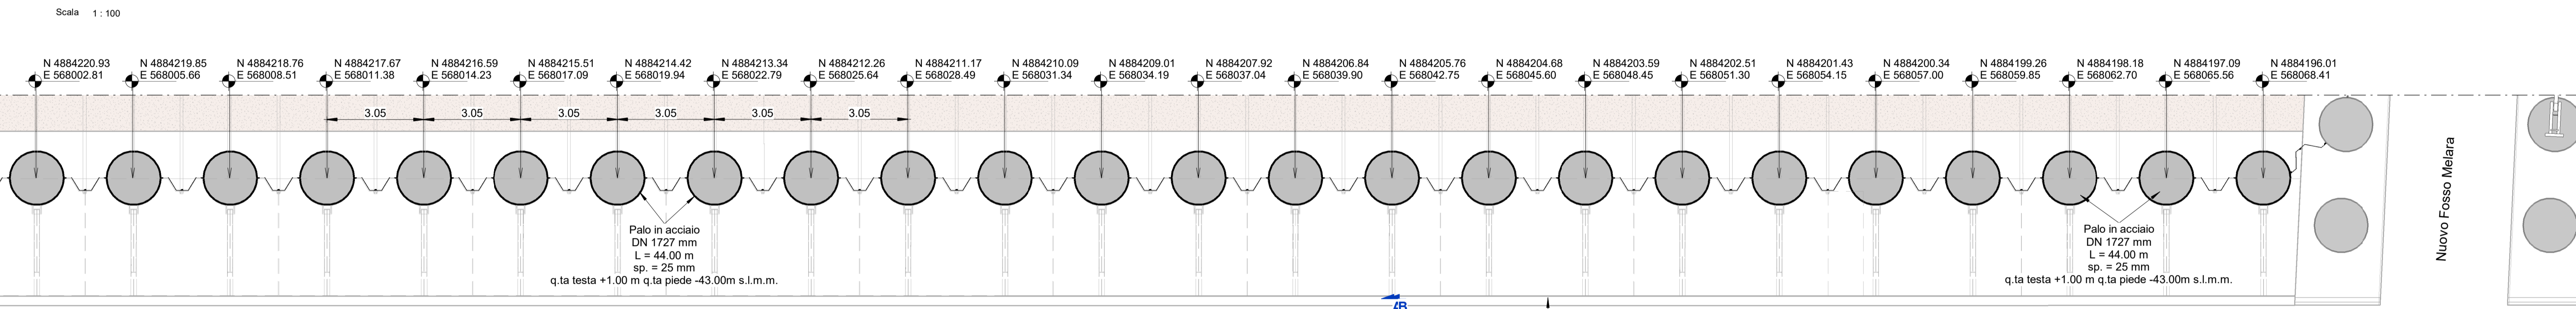 Scala 1 : 100
N 4884220.93
E 568002.81
N 4884219.85
E 568005.66
N 4884218.76
E 568008.51
N 4884217.67
E 568011.38
N 4884216.59
E 568014.23
N 4884215.51
E 568017.09
N 4884214.42
E 568019.94
N 4884213.34
E 568022.79
N 4884212.26
E 568025.64
N 4884211.17
E 568028.49
N 4884210.09
E 568031.34
N 4884209.01
E 568034.19
N 4884207.92
E 568037.04
N 4884206.84
E 568039.90
N 4884205.76
E 568042.75
N 4884204.68
E 568045.60
N 4884203.59
E 568048.45
N 4884202.51
E 568051.30
N 4884201.43
E 568054.15
N 4884200.34
E 568057.00
N 4884199.26
E 568059.85
N 4884198.18
E 568062.70
N 4884197.09
E 568065.56
N 4884196.01
E 568068.41
3.05 3.05 3.05 3.05 3.05 3.05
Palo in acciaio
DN 1727 mm
L = 44.00 m
sp. = 25 mm
q.ta testa +1.00 m q.ta piede -43.00m s.l.m.m.
Palo in acciaio
DN 1727 mm
L = 44.00 m
sp. = 25 mm
q.ta testa +1.00 m q.ta piede -43.00m s.l.m.m.
Nuovo Fosso Melara